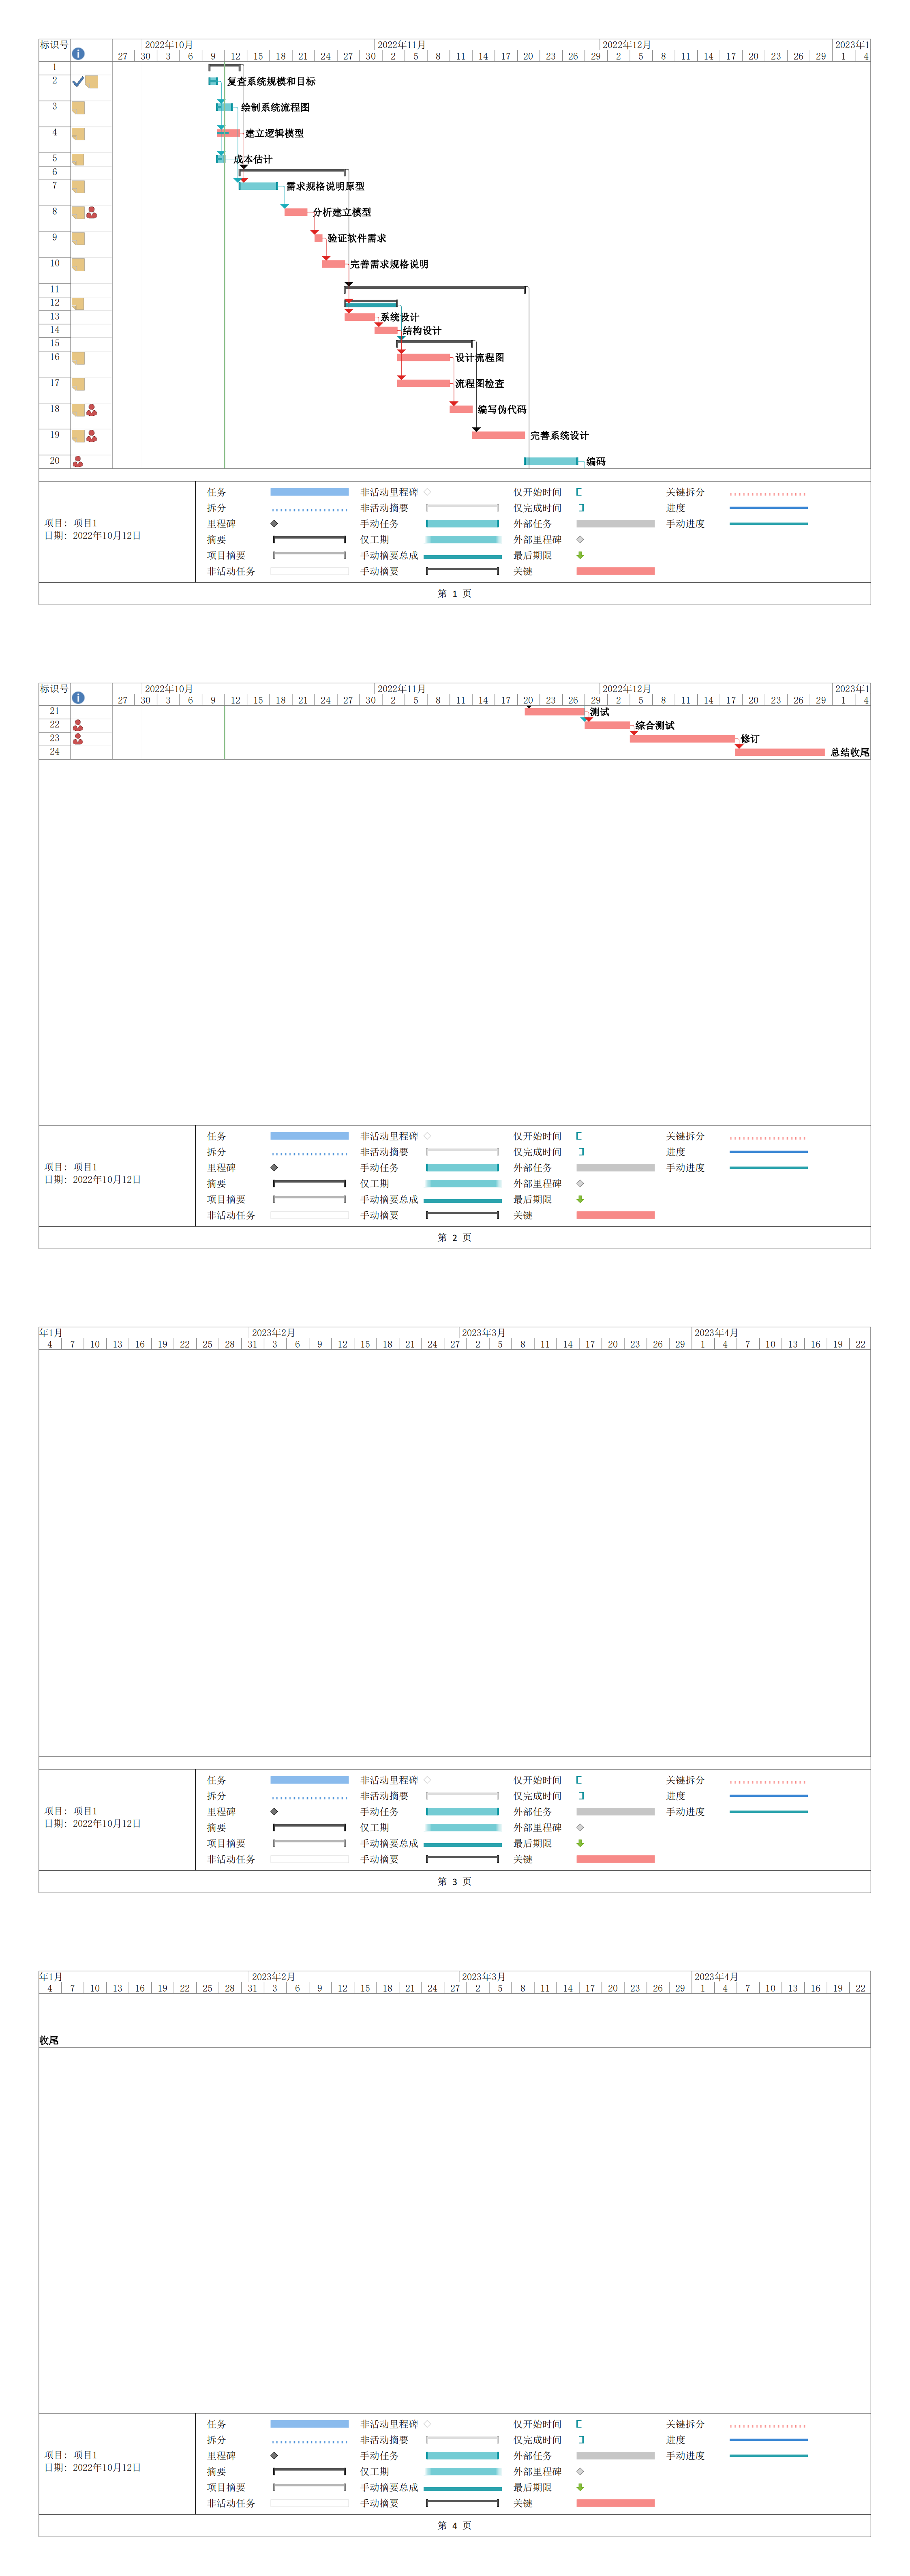 标识号 2022年10月 2022年11月 2022年12月 2023年1
27 30 3 6 9 12 15 18 21 24 27 30 2 5 8 11 14 17 20 23 26 29 2 5 8 11 14 17 20 23 26 29 1 4
1
2 复查系统规模和目标
3 绘制系统流程图
4 建立逻辑模型
5 成本估计
6
7 需求规格说明原型
8 分析建立模型
9 验证软件需求
10 完善需求规格说明
11
12
13 系统设计
14 结构设计
15
16 设计流程图
17 流程图检查
18 编写伪代码
19 完善系统设计
20 编码
任务 非活动里程碑 仅开始时间 关键拆分
拆分 非活动摘要 仅完成时间 进度
里程碑 手动任务 外部任务 手动进度
项目: 项目1
日期: 2022年10月12日
摘要 仅工期 外部里程碑
项目摘要 手动摘要总成 最后期限
非活动任务 手动摘要 关键
第 1 页
标识号 2022年10月 2022年11月 2022年12月 2023年1
27 30 3 6 9 12 15 18 21 24 27 30 2 5 8 11 14 17 20 23 26 29 2 5 8 11 14 17 20 23 26 29 1 4
21 测试
22 综合测试
23 修订
24 总结收尾
任务 非活动里程碑 仅开始时间 关键拆分
拆分 非活动摘要 仅完成时间 进度
里程碑 手动任务 外部任务 手动进度
项目: 项目1
日期: 2022年10月12日
摘要 仅工期 外部里程碑
项目摘要 手动摘要总成 最后期限
非活动任务 手动摘要 关键
第 2 页
年1月 2023年2月 2023年3月 2023年4月
4 7 10 13 16 19 22 25 28 31 3 6 9 12 15 18 21 24 27 2 5 8 11 14 17 20 23 26 29 1 4 7 10 13 16 19 22
任务 非活动里程碑 仅开始时间 关键拆分
拆分 非活动摘要 仅完成时间 进度
里程碑 手动任务 外部任务 手动进度
项目: 项目1
日期: 2022年10月12日
摘要 仅工期 外部里程碑
项目摘要 手动摘要总成 最后期限
非活动任务 手动摘要 关键
第 3 页
年1月 2023年2月 2023年3月 2023年4月
4 7 10 13 16 19 22 25 28 31 3 6 9 12 15 18 21 24 27 2 5 8 11 14 17 20 23 26 29 1 4 7 10 13 16 19 22
收尾
任务 非活动里程碑 仅开始时间 关键拆分
拆分 非活动摘要 仅完成时间 进度
里程碑 手动任务 外部任务 手动进度
项目: 项目1
日期: 2022年10月12日
摘要 仅工期 外部里程碑
项目摘要 手动摘要总成 最后期限
非活动任务 手动摘要 关键
第 4 页